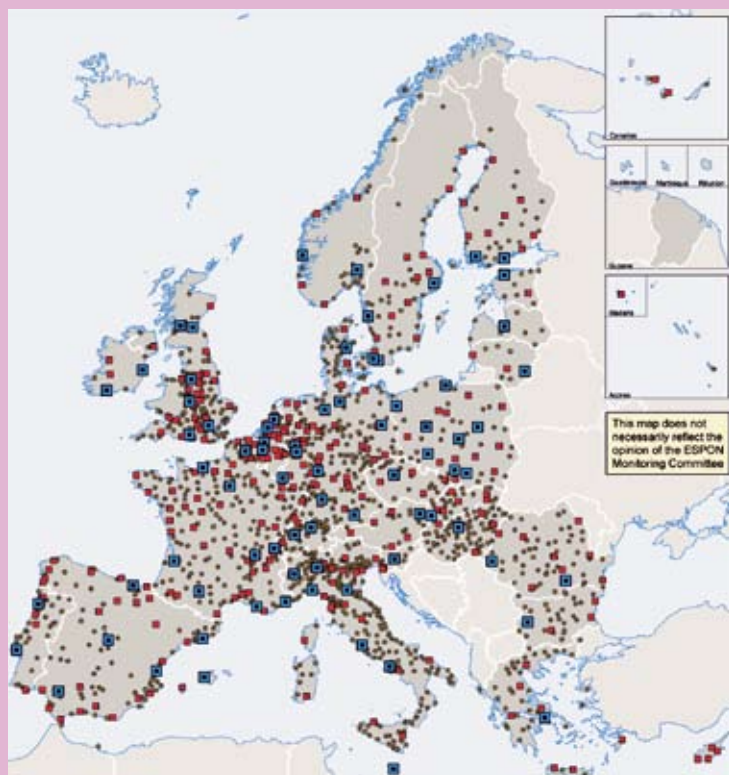 Canarias
Guadeloupe Martinique Réunion
Guyane
Madeira
Açores
This map does not
necessarily reflect the
opinion of the ESPON
Monitoring Committee